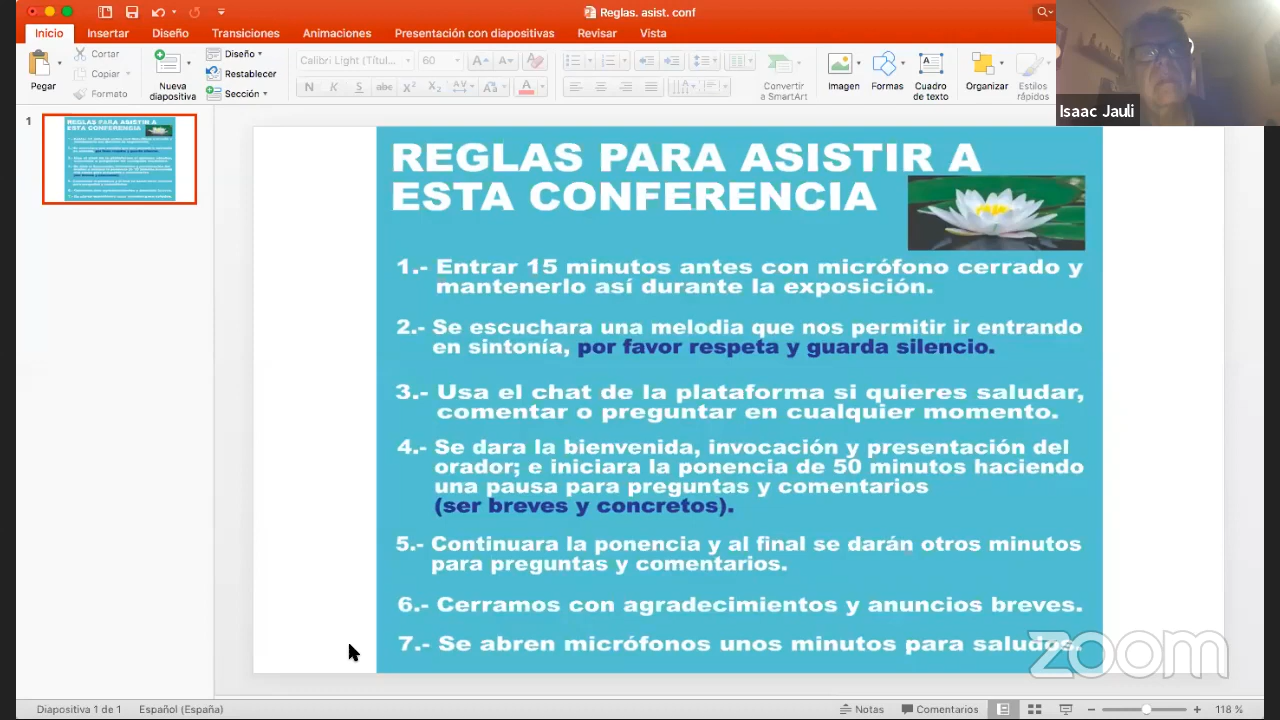 Reglas. asist. conf
Inicio
Insertar
Diseño
Transiciones
Animaciones
Presentación con diapositivas
Revisar
Vista
Pegar
Cortar
Copiar
Formato
Nueva
diapositiva
Diseño
Restablecer
Sección
Calibri Light (Títul...
60
Convertir
a SmartArt
Imagen
Formas
Cuadro
de texto
Organizar
Estilos
rápidos
Isaac Jauli
1
REGLAS PARA ASISTIR A
ESTA CONFERENCIA
1.- Entrar 15 minutos antes con micrófono cerrado y
mantenerlo así durante la exposición.
2.- Se escuchara una melodia que nos permitir ir entrando
en sintonía, por favor respeta y guarda silencio.
3.- Usa el chat de la plataforma si quieres saludar,
comentar o preguntar en cualquier momento.
4.- Se dara la bienvenida, invocación y presentación del
orador; e iniciara la ponencia de 50 minutos haciendo
una pausa para preguntas y comentarios
(ser breves y concretos).
5.- Continuara la ponencia y al final se darán otros minutos
para preguntas y comentarios.
6.- Cerramos con agradecimientos y anuncios breves.
7.- Se abren micrófonos unos minutos para saludos.
zoom
Diapositiva 1 de 1
Español (España)
Notas
Comentarios
118 %